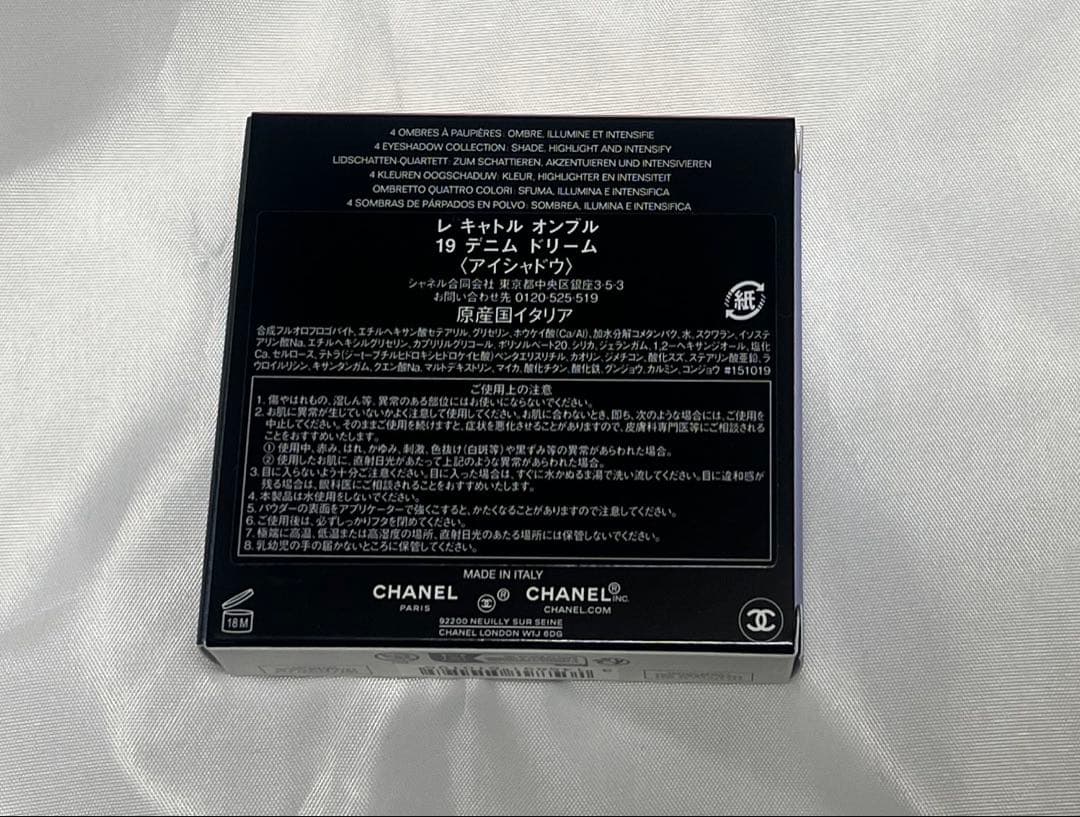 4 OMBRES À PAUPIÈRES: OMBRE, ILLUMINE ET INTENSIFIE
4 EYESHADOW COLLECTION: SHADE, HIGHLIGHT AND INTENSIFY
LIDSCHATTEN-QUARTETT: ZUM SCHATTIEREN, AKZENTUIEREN UND INTENSIVIEREN
4 KLEUREN OOGSCHADUW: KLEUR, HIGHLIGHTER EN INTENSITEIT
OMBRETTO QUATTRO COLORI: SFUMA, ILLUMINA E INTENSIFICA
4 SOMBRAS DE PÁRPADOS EN POLVO: SOMBREA, ILUMINA E INTENSIFICA
レ キャトル オンブル
19 デニム ドリーム
〈アイシャドウ〉
シャネル合同会社 東京都中央区銀座3-5-3
お問い合わせ先 0120-525-519
原産国イタリア
紙
合成フルオロフロゴパイト、エチルヘキサン酸セテアリル、グリセリン、ホウケイ酸(Ca/Al)、加水分解コメタンパク、水、スクワラン、イソステ
アリン酸Na、エチルヘキシルグリセリン、カプリリルグリコール、ポリソルベート20、シリカ、ジェランガム、1,2-ヘキサンジオール、塩化
Ca、セルロース、テトラ(ジ-t-ブチルヒドロキシヒドロケイヒ酸)ペンタエリスリチル、カオリン、ジメチコン、酸化スズ、ステアリン酸亜鉛、ラ
ウロイルリシン、キサンタンガム、クエン酸Na、マルトデキストリン、マイカ、酸化チタン、酸化鉄、グンジョウ、カルミン、コンジョウ #151019
ご使用上の注意
1. 傷やはれもの、湿しん等、異常のある部位にはお使いにならないでください。
2. お肌に異常が生じていないかよく注意して使用してください。お肌に合わないとき、即ち、次のような場合には、ご使用を
中止してください。そのままご使用を続けますと、症状を悪化させることがありますので、皮膚科専門医等にご相談される
ことをおすすめいたします。
① 使用中、赤み、はれ、かゆみ、刺激、色抜け(白斑等)や黒ずみ等の異常があらわれた場合。
② 使用したお肌に、直射日光があたって上記のような異常があらわれた場合。
3. 目に入らないよう十分ご注意ください。目に入った場合は、すぐに水かぬるま湯で洗い流してください。目に違和感が
残る場合は、眼科医にご相談されることをおすすめいたします。
4. 本製品は水使用をしないでください。
5. パウダーの表面をアプリケーターで強くこすると、かたくなることがありますので注意してください。
6. ご使用後は、必ずしっかりフタを閉めてください。
7. 極端に高温、低温または高湿度の場所、直射日光のあたる場所には保管しないでください。
8. 乳幼児の手の届かないところに保管してください。
MADE IN ITALY
CHANEL ® CHANEL® INC.
PARIS CHANEL.COM
92200 NEUILLY SUR SEINE
CHANEL LONDON W1J 6DG
18 M